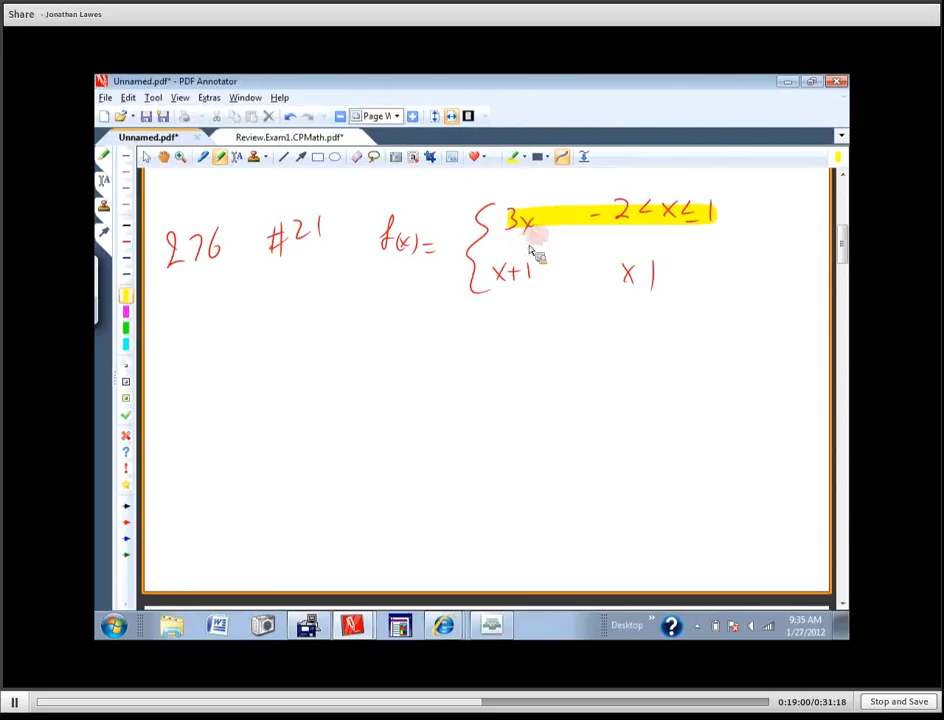 Share - Jonathan Lawes
Unnamed.pdf* - PDF Annotator
File Edit Tool View Extras Window Help
Page W
Unnamed.pdf* Review.Exam1.CPMath.pdf*
3x - 2 < x ≤ 1
276 #21 f(x) = {
x+1 x 1
Desktop
9:35 AM
1/27/2012
0:19:00/0:31:18 Stop and Save